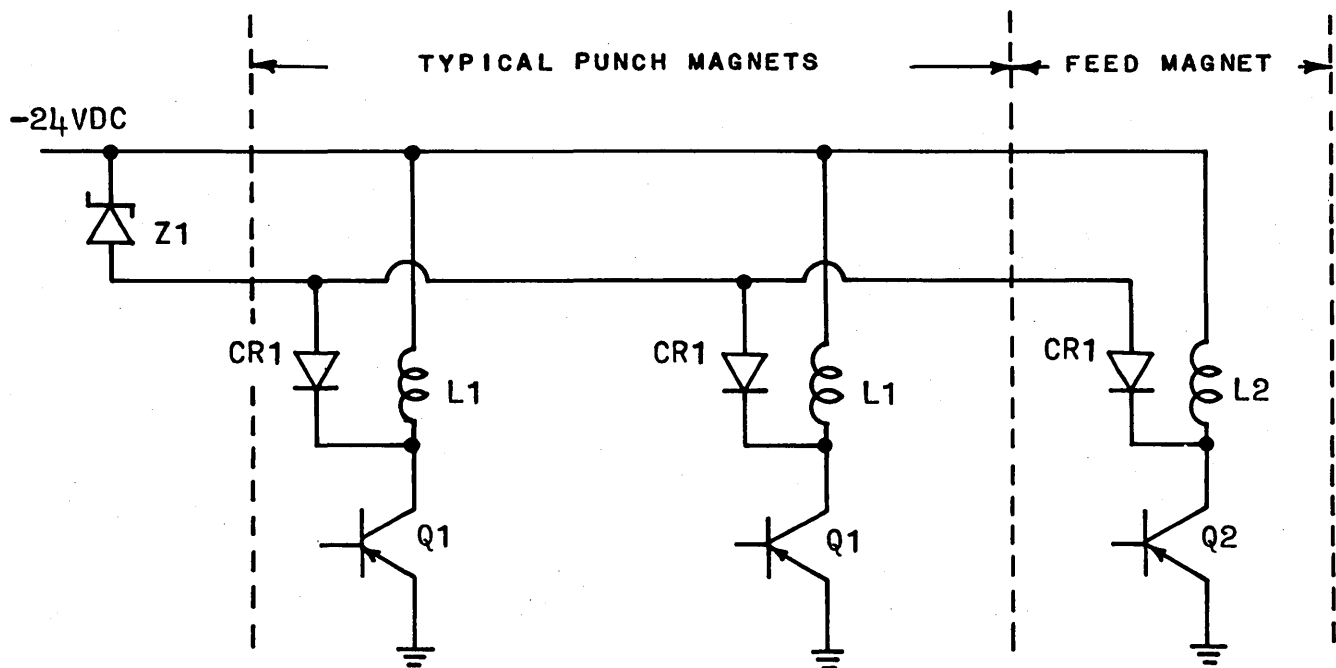 TYPICAL PUNCH MAGNETS
FEED MAGNET
-24VDC
Z1
CR1
L1
CR1
L1
CR1
L2
Q1
Q1
Q2